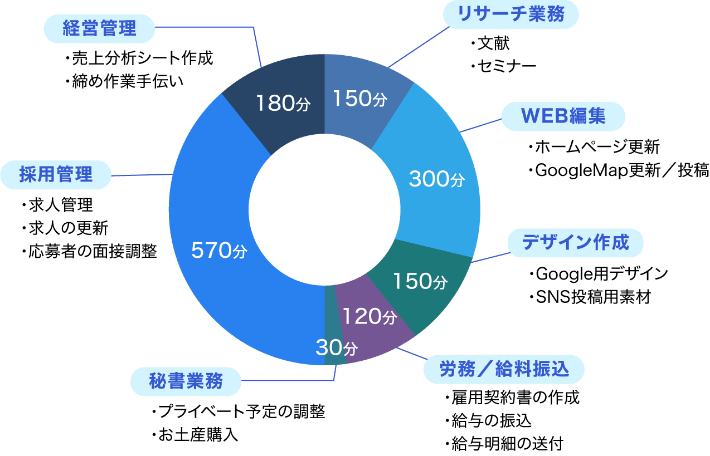 リサーチ業務
・文献
・セミナー
150分
WEB編集
・ホームページ更新
・GoogleMap更新／投稿
300分
デザイン作成
・Google用デザイン
・SNS投稿用素材
150分
労務／給料振込
・雇用契約書の作成
・給与の振込
・給与明細の送付
120分
秘書業務
・プライベート予定の調整
・お土産購入
30分
採用管理
・求人管理
・求人の更新
・応募者の面接調整
570分
経営管理
・売上分析シート作成
・締め作業手伝い
180分